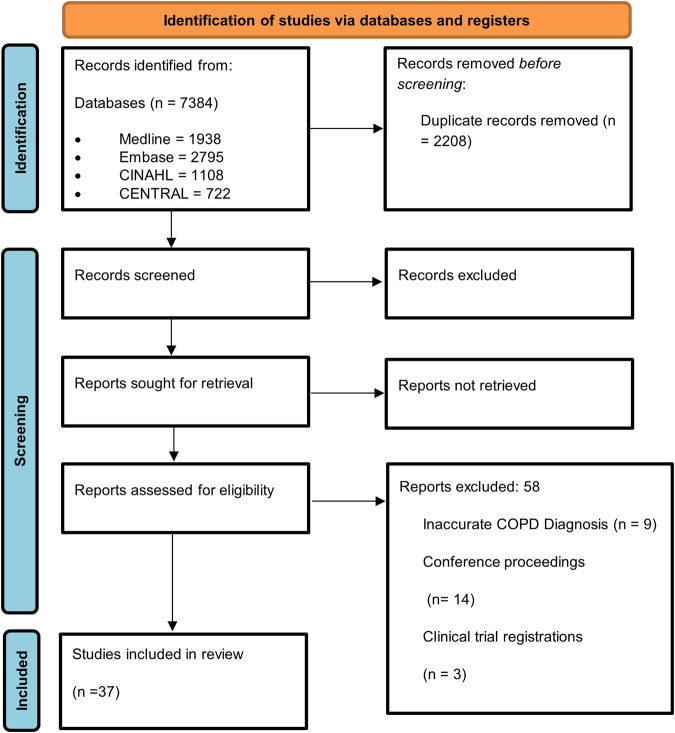 Identification of studies via databases and registers
Identification
Records identified from:
Databases (n = 7384)
• Medline = 1938
• Embase = 2795
• CINAHL = 1108
• CENTRAL = 722
Records removed before
screening:
Duplicate records removed (n
= 2208)
Screening
Records screened
Records excluded
Reports sought for retrieval
Reports not retrieved
Reports assessed for eligibility
Reports excluded: 58
Inaccurate COPD Diagnosis (n = 9)
Conference proceedings
(n= 14)
Clinical trial registrations
(n = 3)
Included
Studies included in review
(n =37)